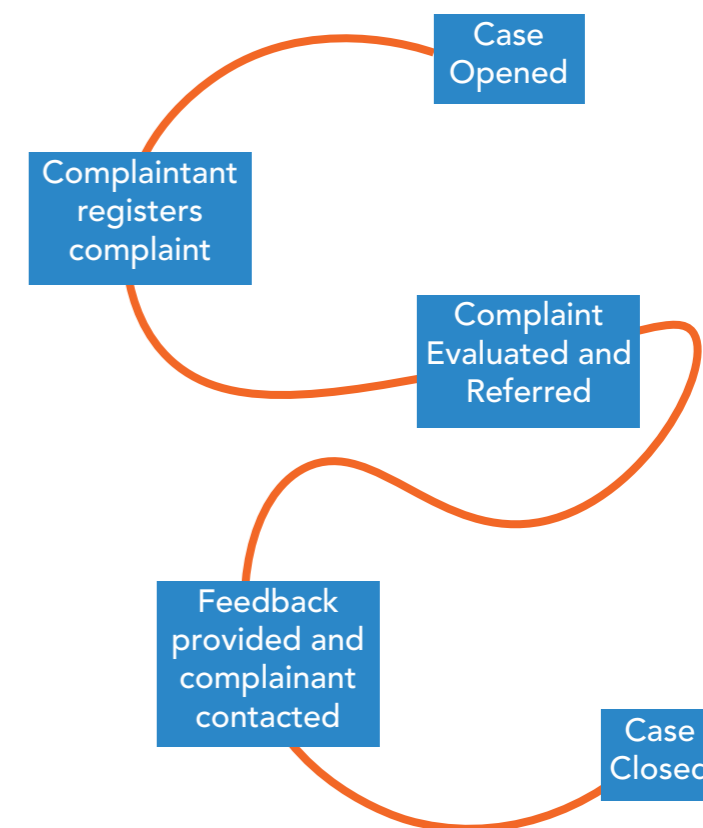 Case
Opened
Complaintant
registers
complaint
Complaint
Evaluated and
Referred
Feedback
provided and
complainant
contacted
Case
Closed